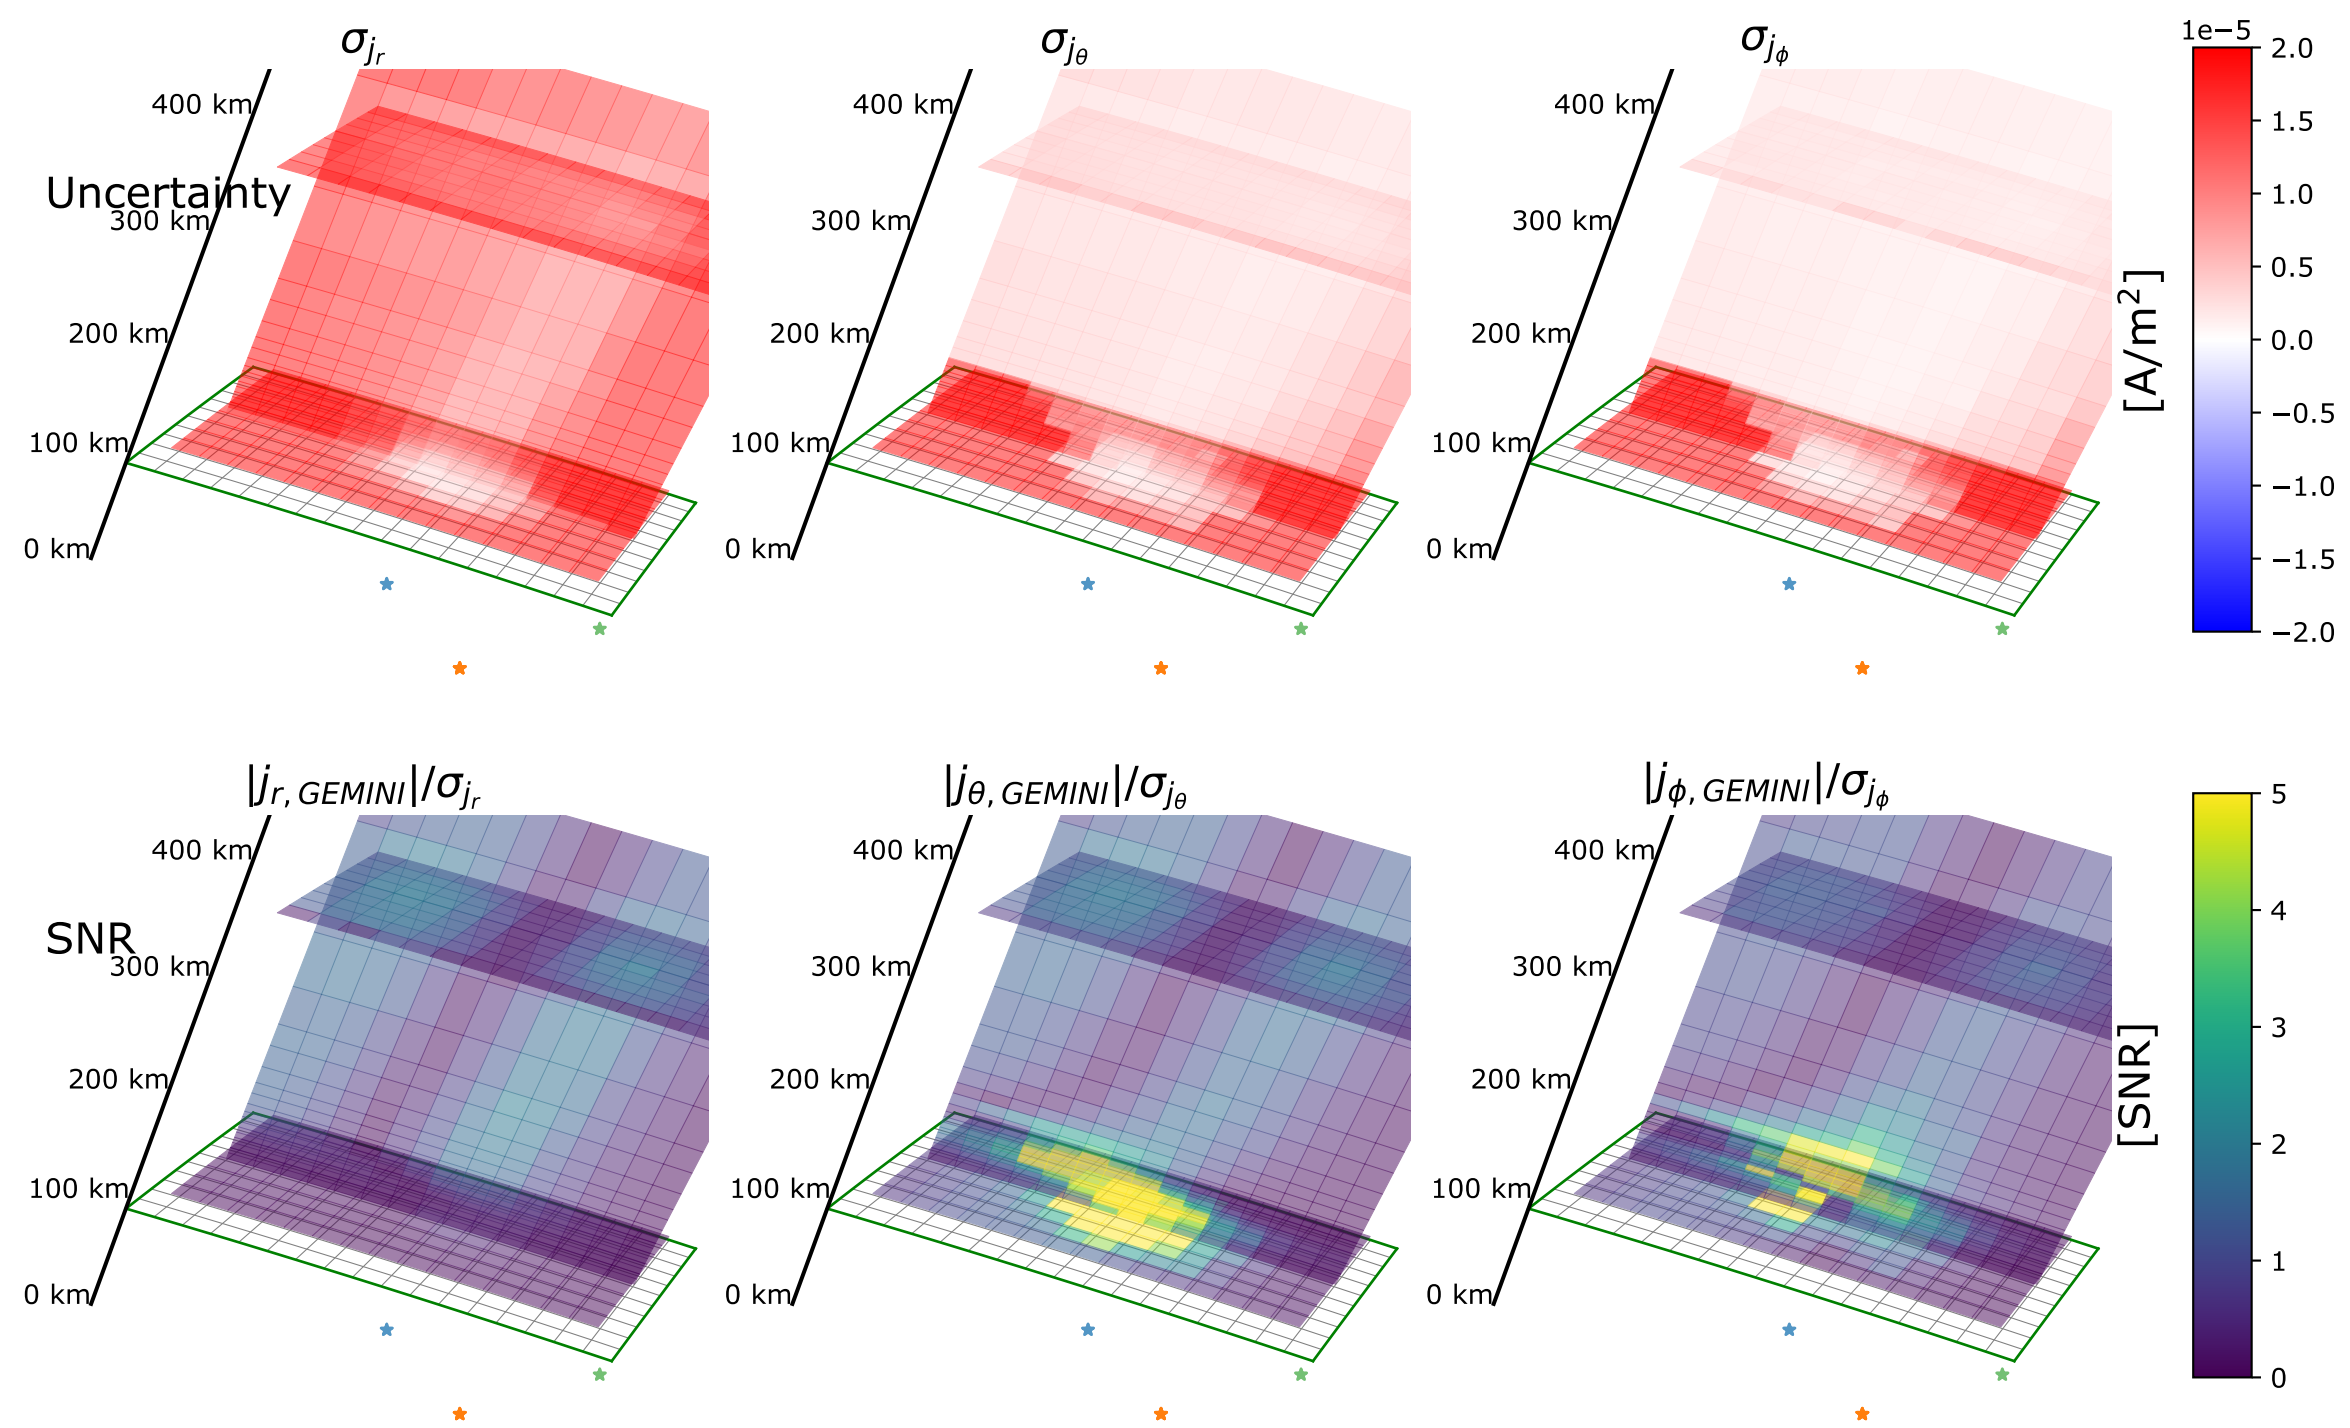 σ_{j_r}
σ_{j_θ}
σ_{j_ϕ}
1e−5
400 km
300 km
200 km
100 km
0 km
Uncertainty
400 km
300 km
200 km
100 km
0 km
400 km
300 km
200 km
100 km
0 km
2.0
1.5
1.0
0.5
0.0
−0.5
−1.0
−1.5
−2.0
[A/m²]
|j_{r, GEMINI}|/σ_{j_r}
|j_{θ, GEMINI}|/σ_{j_θ}
|j_{ϕ, GEMINI}|/σ_{j_ϕ}
400 km
300 km
200 km
100 km
0 km
SNR
400 km
300 km
200 km
100 km
0 km
400 km
300 km
200 km
100 km
0 km
5
4
3
2
1
0
[SNR]